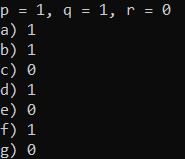 p = 1, q = 1, r = 0
a) 1
b) 1
c) 0
d) 1
e) 0
f) 1
g) 0